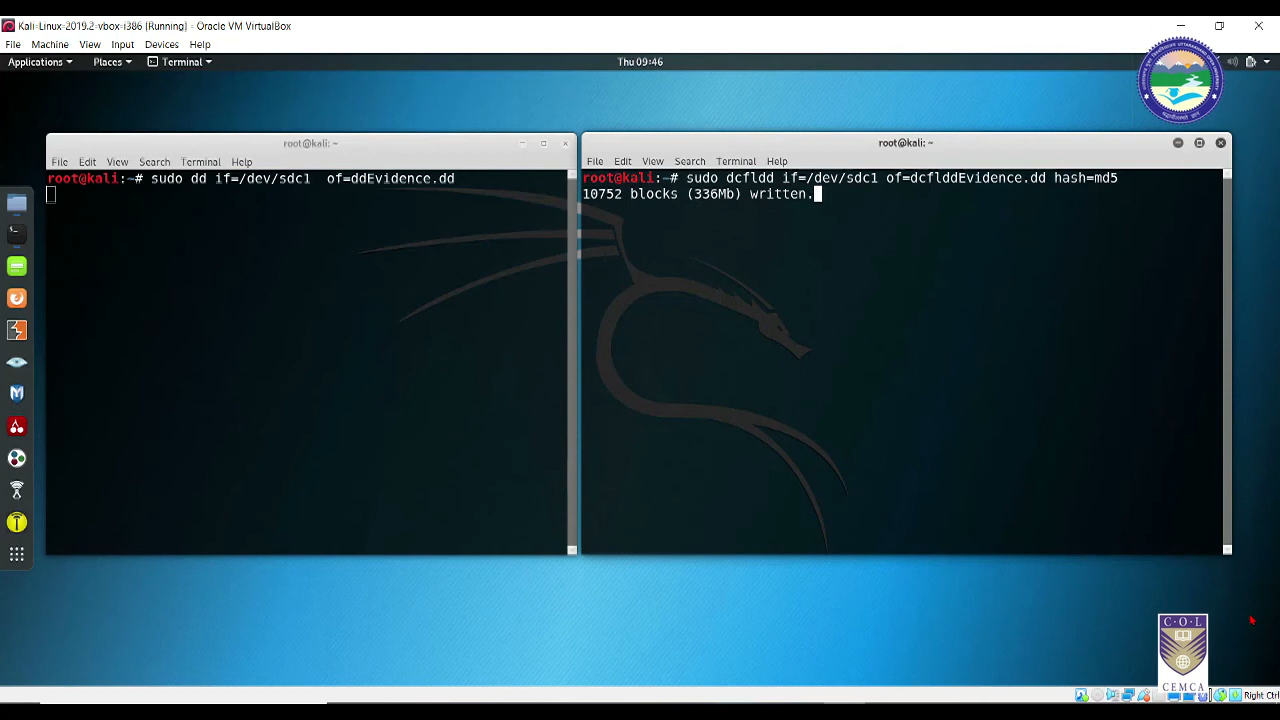 Kali-Linux-2019.2-vbox-i386 [Running] - Oracle VM VirtualBox
File Machine View Input Devices Help
Applications Places Terminal Thu 09:46
root@kali: ~
File Edit View Search Terminal Help
root@kali:~# sudo dd if=/dev/sdc1  of=ddEvidence.dd
root@kali: ~
File Edit View Search Terminal Help
root@kali:~# sudo dcfldd if=/dev/sdc1 of=dcflddEvidence.dd hash=md5
10752 blocks (336Mb) written.
C·O·L
CEMCA
Right Ctrl